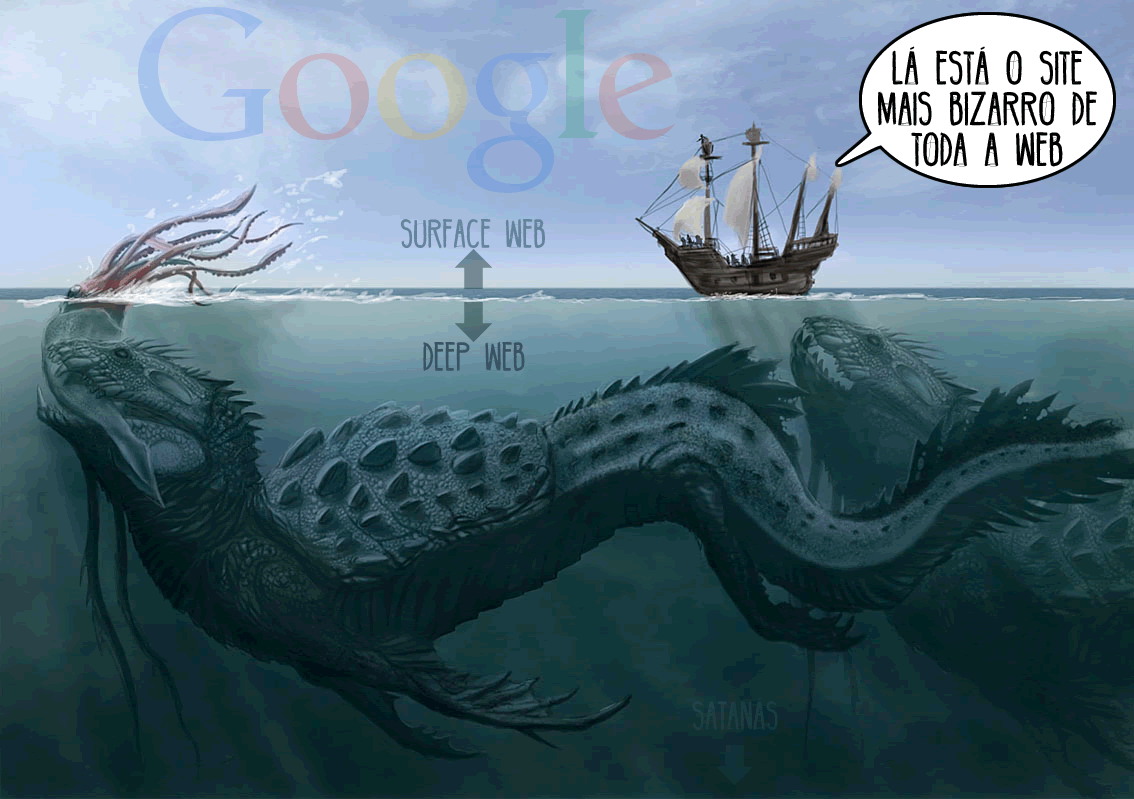 Google
LÁ ESTÁ O SITE
MAIS BIZARRO DE
TODA A WEB
SURFACE WEB
DEEP WEB
SATANAS